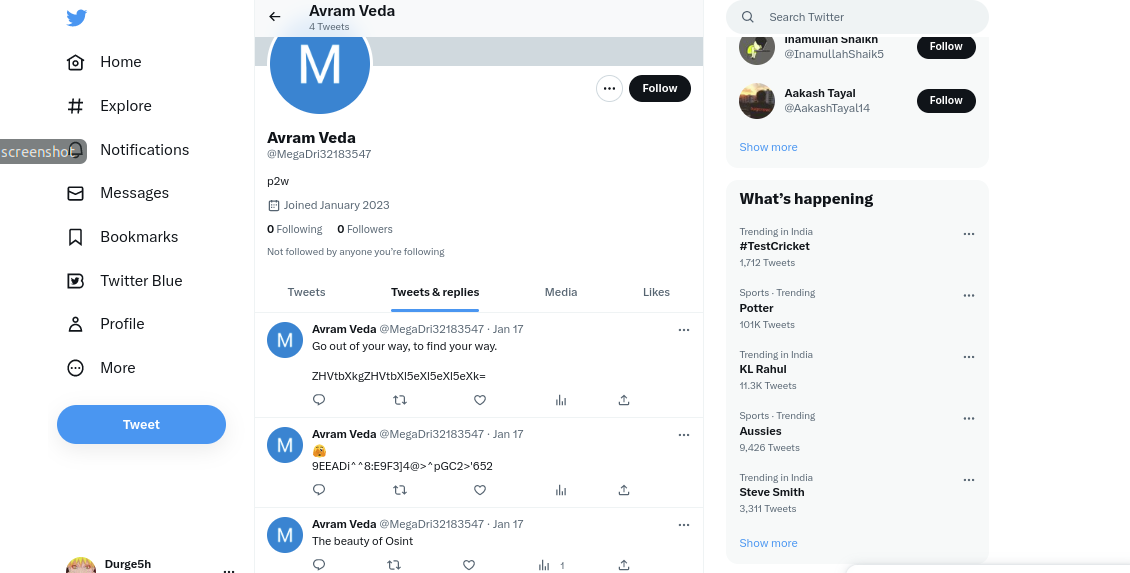 Avram Veda
4 Tweets
Search Twitter
Home
Explore
screenshot
Notifications
Messages
Bookmarks
Twitter Blue
Profile
More
Tweet
Durge5h
M
Follow
Avram Veda
@MegaDri32183547
p2w
Joined January 2023
0 Following 0 Followers
Not followed by anyone you're following
Tweets Tweets & replies Media Likes
M
Avram Veda @MegaDri32183547 · Jan 17
Go out of your way, to find your way.
ZHVtbXkgZHVtbXl5eXl5eXl5eXk=
M
Avram Veda @MegaDri32183547 · Jan 17
9EEADi^^8:E9F3]4@>^pGC2>'652
M
Avram Veda @MegaDri32183547 · Jan 17
The beauty of Osint
1
Inamullah Shaikh
@InamullahShaik5
Follow
Aakash Tayal
@AakashTayal14
Follow
Show more
What's happening
Trending in India
#TestCricket
1,712 Tweets
Sports · Trending
Potter
101K Tweets
Trending in India
KL Rahul
11.3K Tweets
Sports · Trending
Aussies
9,426 Tweets
Trending in India
Steve Smith
3,311 Tweets
Show more